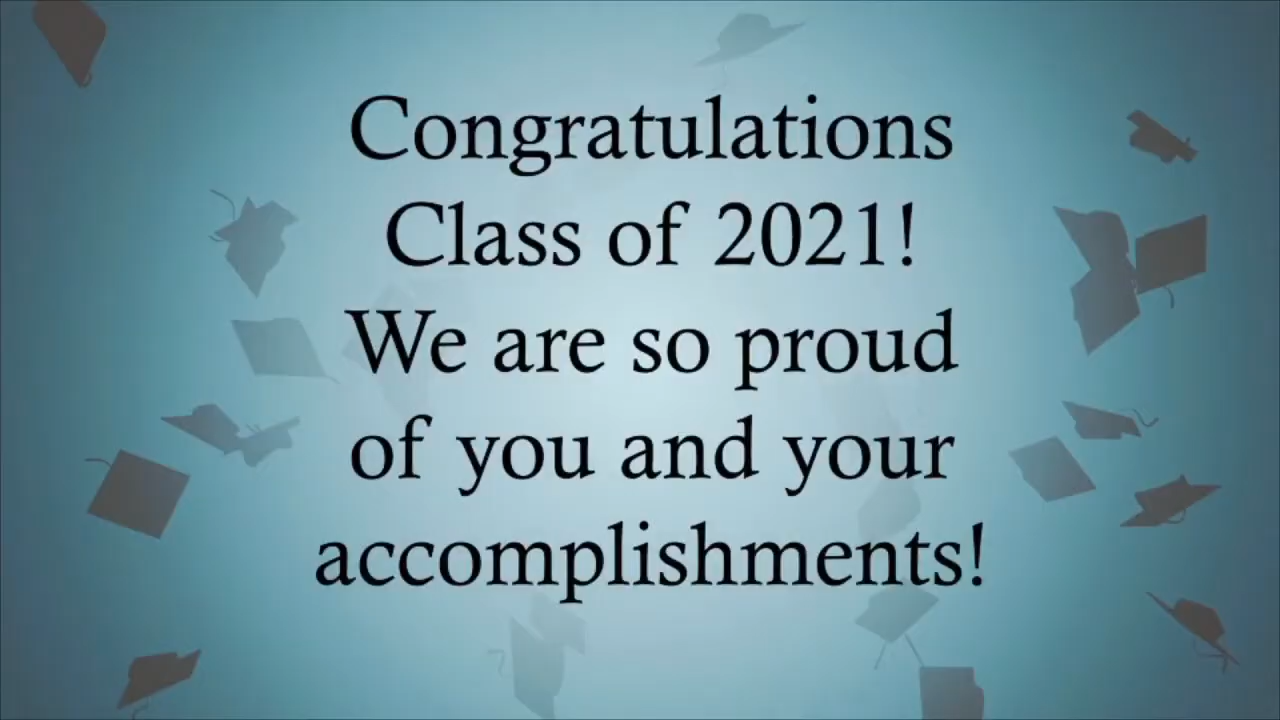 Congratulations
Class of 2021!
We are so proud
of you and your
accomplishments!